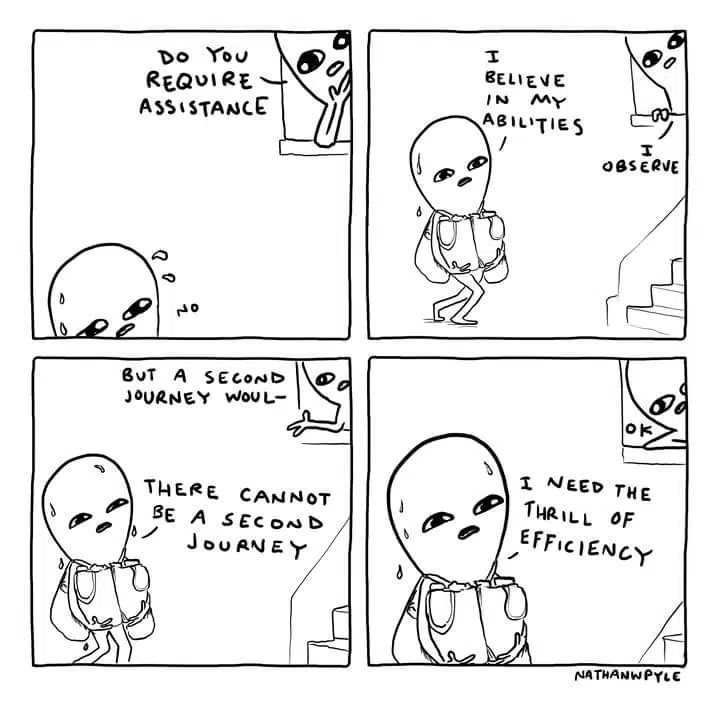 DO YOU
REQUIRE
ASSISTANCE
NO
I
BELIEVE
IN MY
ABILITIES
I
OBSERVE
BUT A SECOND
JOURNEY WOUL-
THERE CANNOT
BE A SECOND
JOURNEY
OK
I NEED THE
THRILL OF
EFFICIENCY
NATHANWPYLE